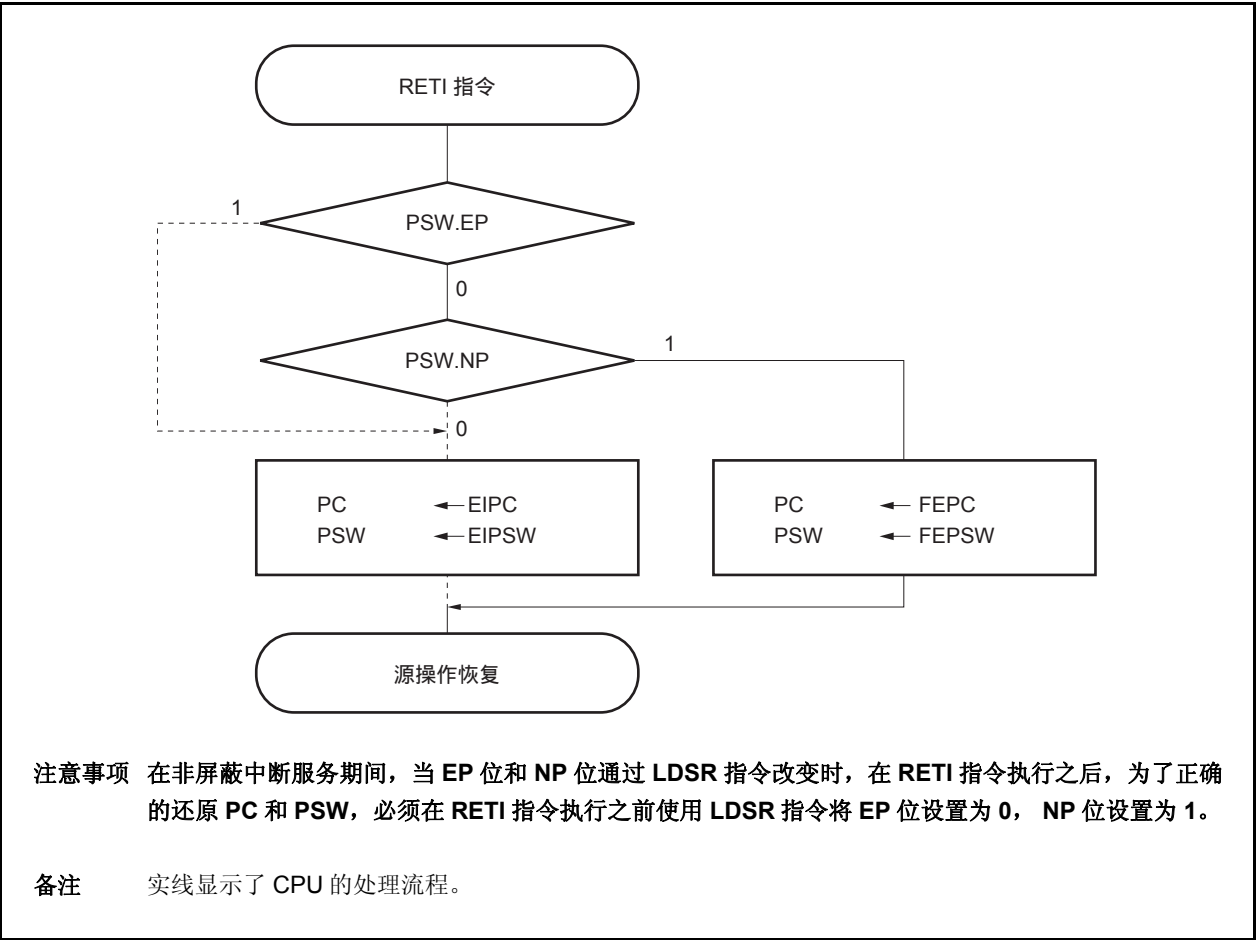 RETI 指令
1
PSW.EP
0
1
PSW.NP
0
PC ← EIPC
PSW ← EIPSW
PC ← FEPC
PSW ← FEPSW
源操作恢复
注意事项 在非屏蔽中断服务期间，当 EP 位和 NP 位通过 LDSR 指令改变时，在 RETI 指令执行之后，为了正确
的还原 PC 和 PSW，必须在 RETI 指令执行之前使用 LDSR 指令将 EP 位设置为 0， NP 位设置为 1。
备注 实线显示了 CPU 的处理流程。